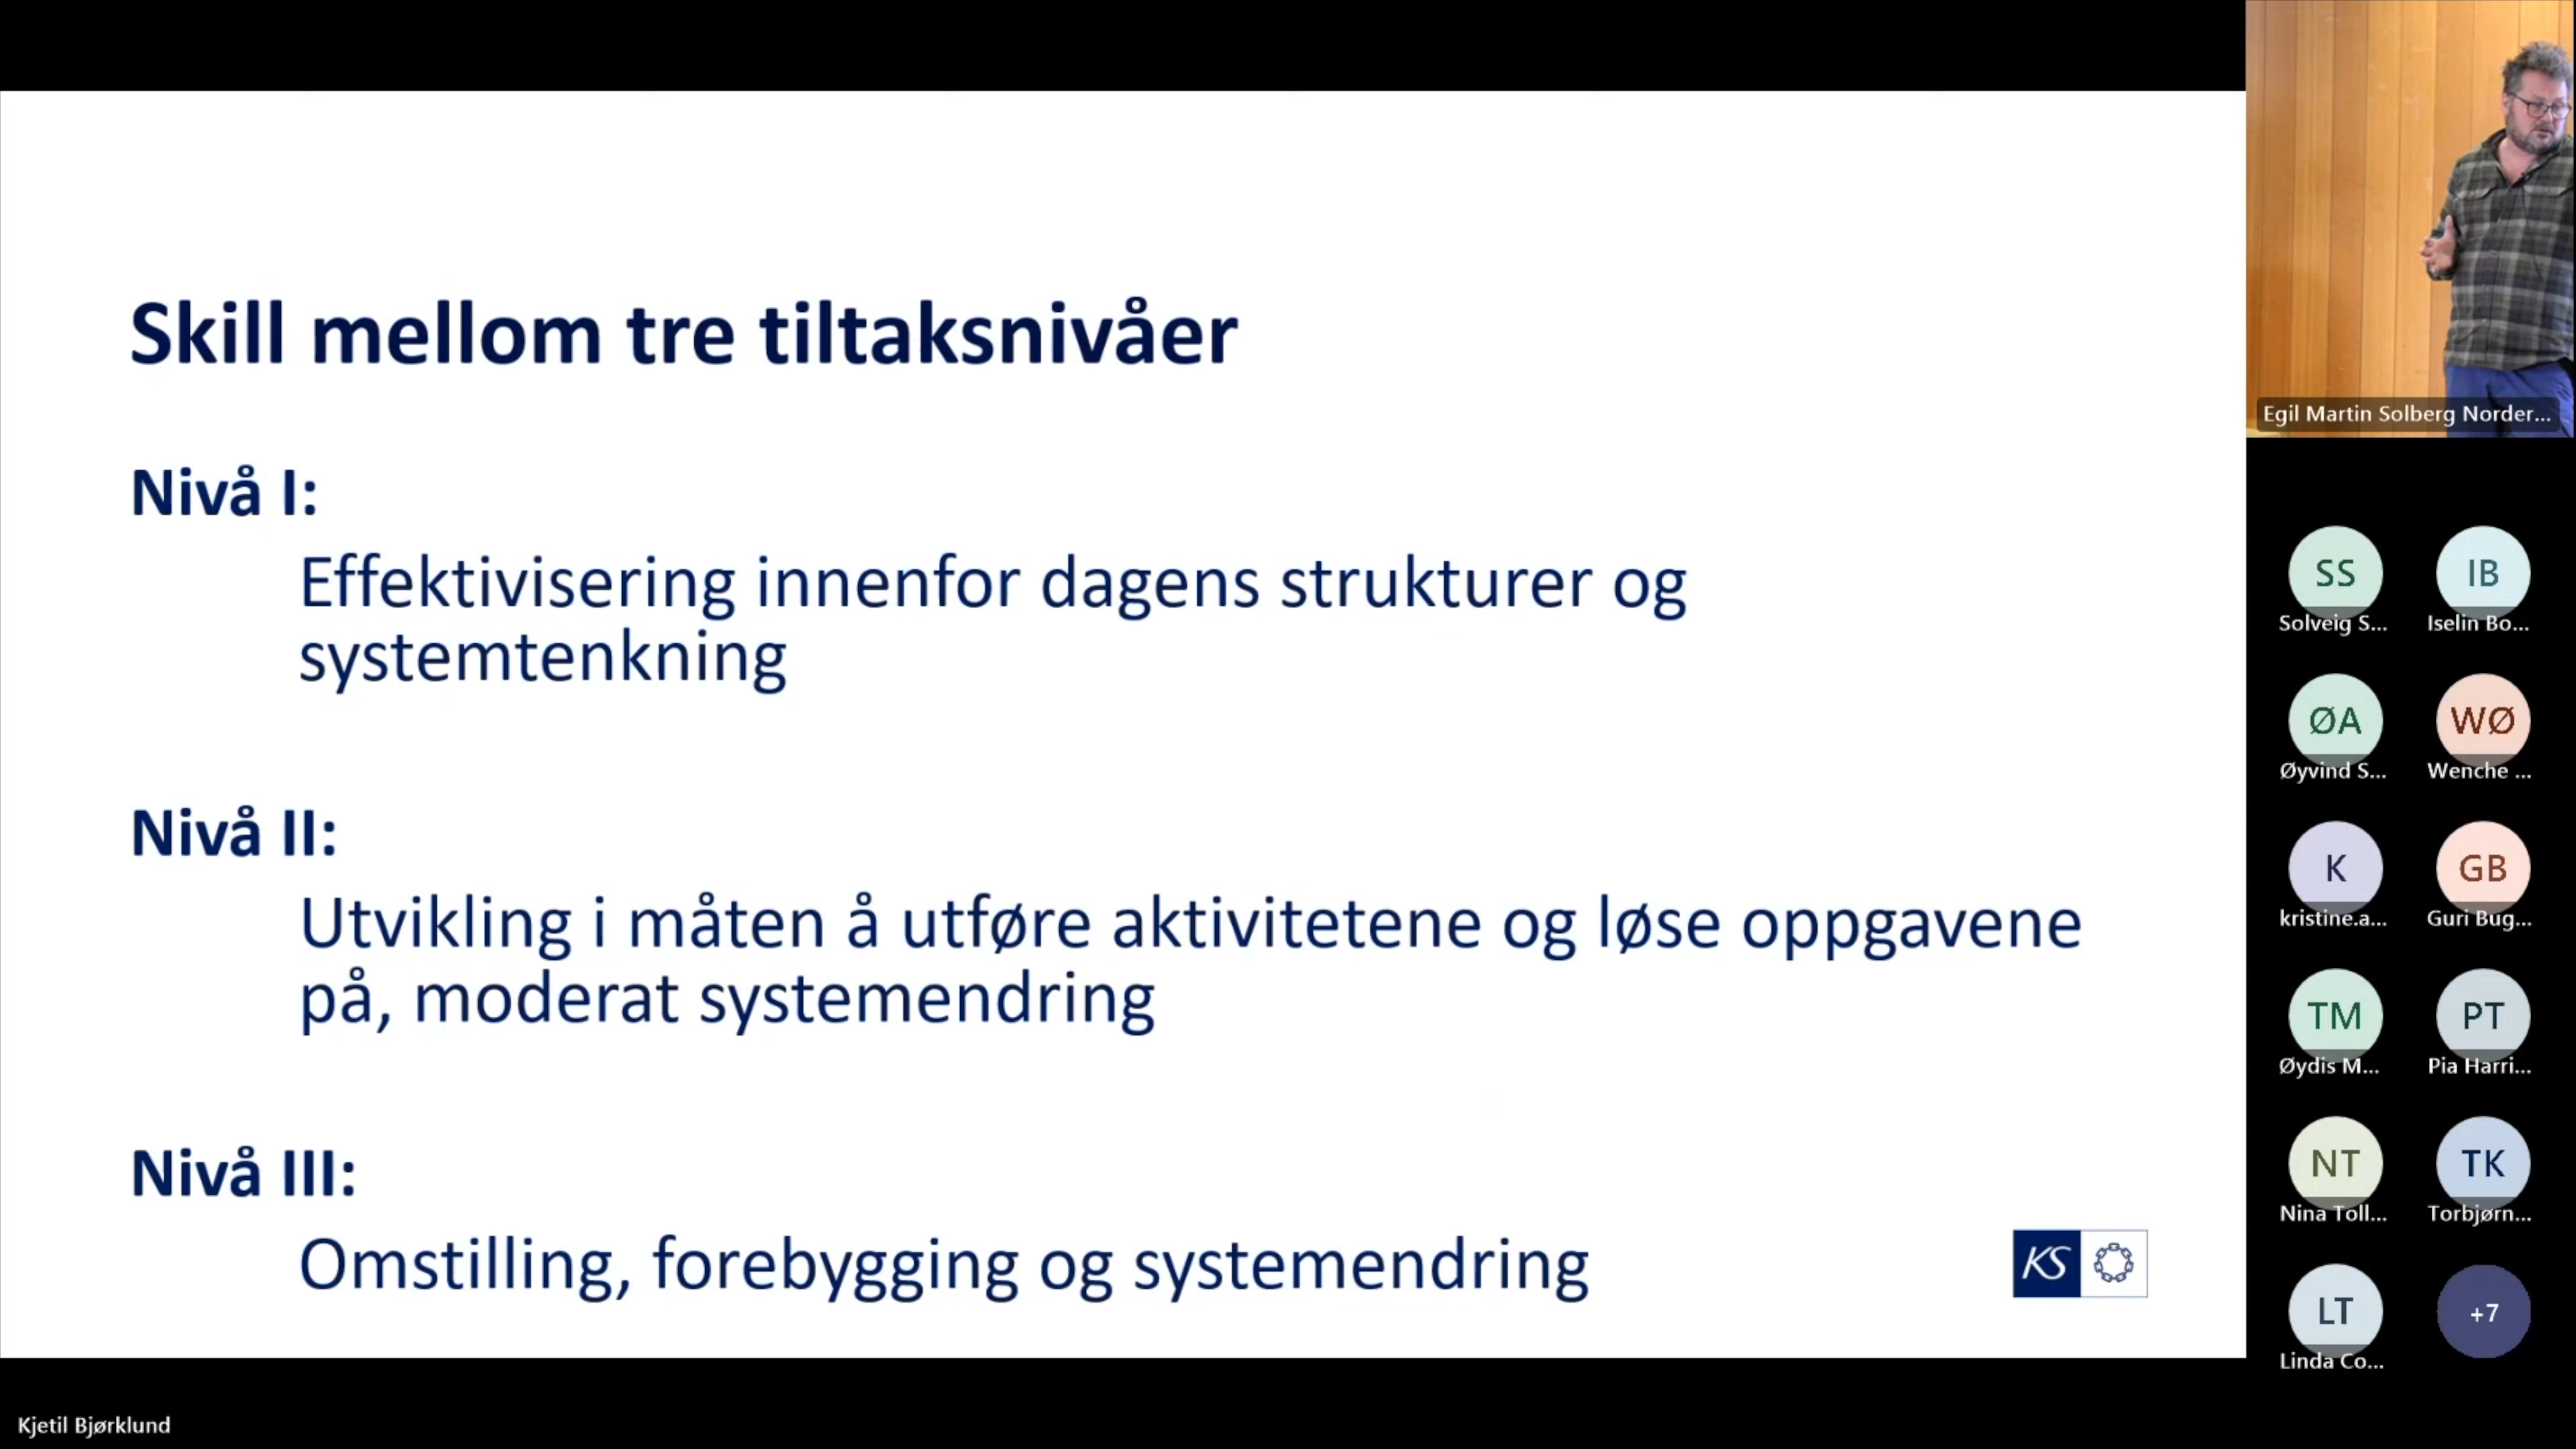 Skill mellom tre tiltaksnivåer
Nivå I:
Effektivisering innenfor dagens strukturer og
systemtenkning
Nivå II:
Utvikling i måten å utføre aktivitetene og løse oppgavene
på, moderat systemendring
Nivå III:
Omstilling, forebygging og systemendring
KS
Egil Martin Solberg Norder...
SS
Solveig S...
IB
Iselin Bo...
ØA
Øyvind S...
WØ
Wenche ...
K
kristine.a...
GB
Guri Bug...
TM
Øydis M...
PT
Pia Harri...
NT
Nina Toll...
TK
Torbjørn...
LT
Linda Co...
+7
Kjetil Bjørklund